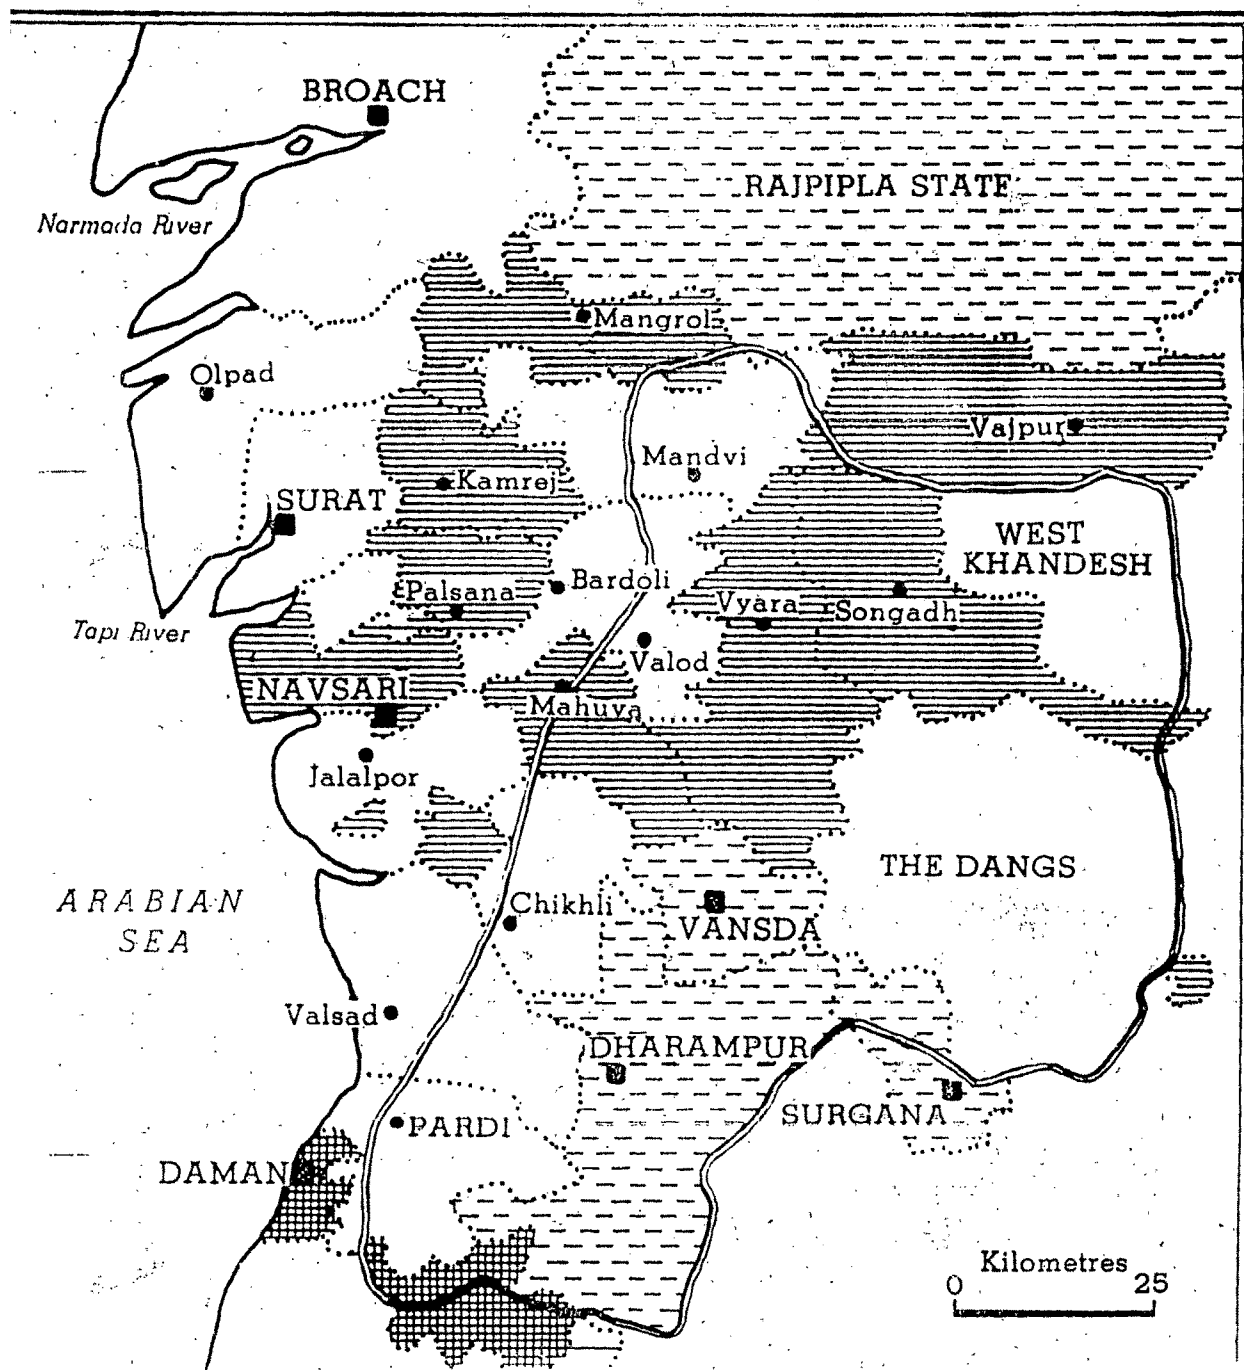 BROACH
RAJPIPLA STATE
Narmada River
Mangrol
Olpad
Vajpur
Mandvi
Kamrej
SURAT
WEST
KHANDESH
Bardoli
Palsana
Vyara
Songadh
Tapi River
Valod
NAVSARI
Mahuva
Jalalpor
THE DANGS
ARABIAN
SEA
Chikhli
VANSDA
Valsad
DHARAMPUR
SURGANA
PARDI
DAMAN
Kilometres
0 25